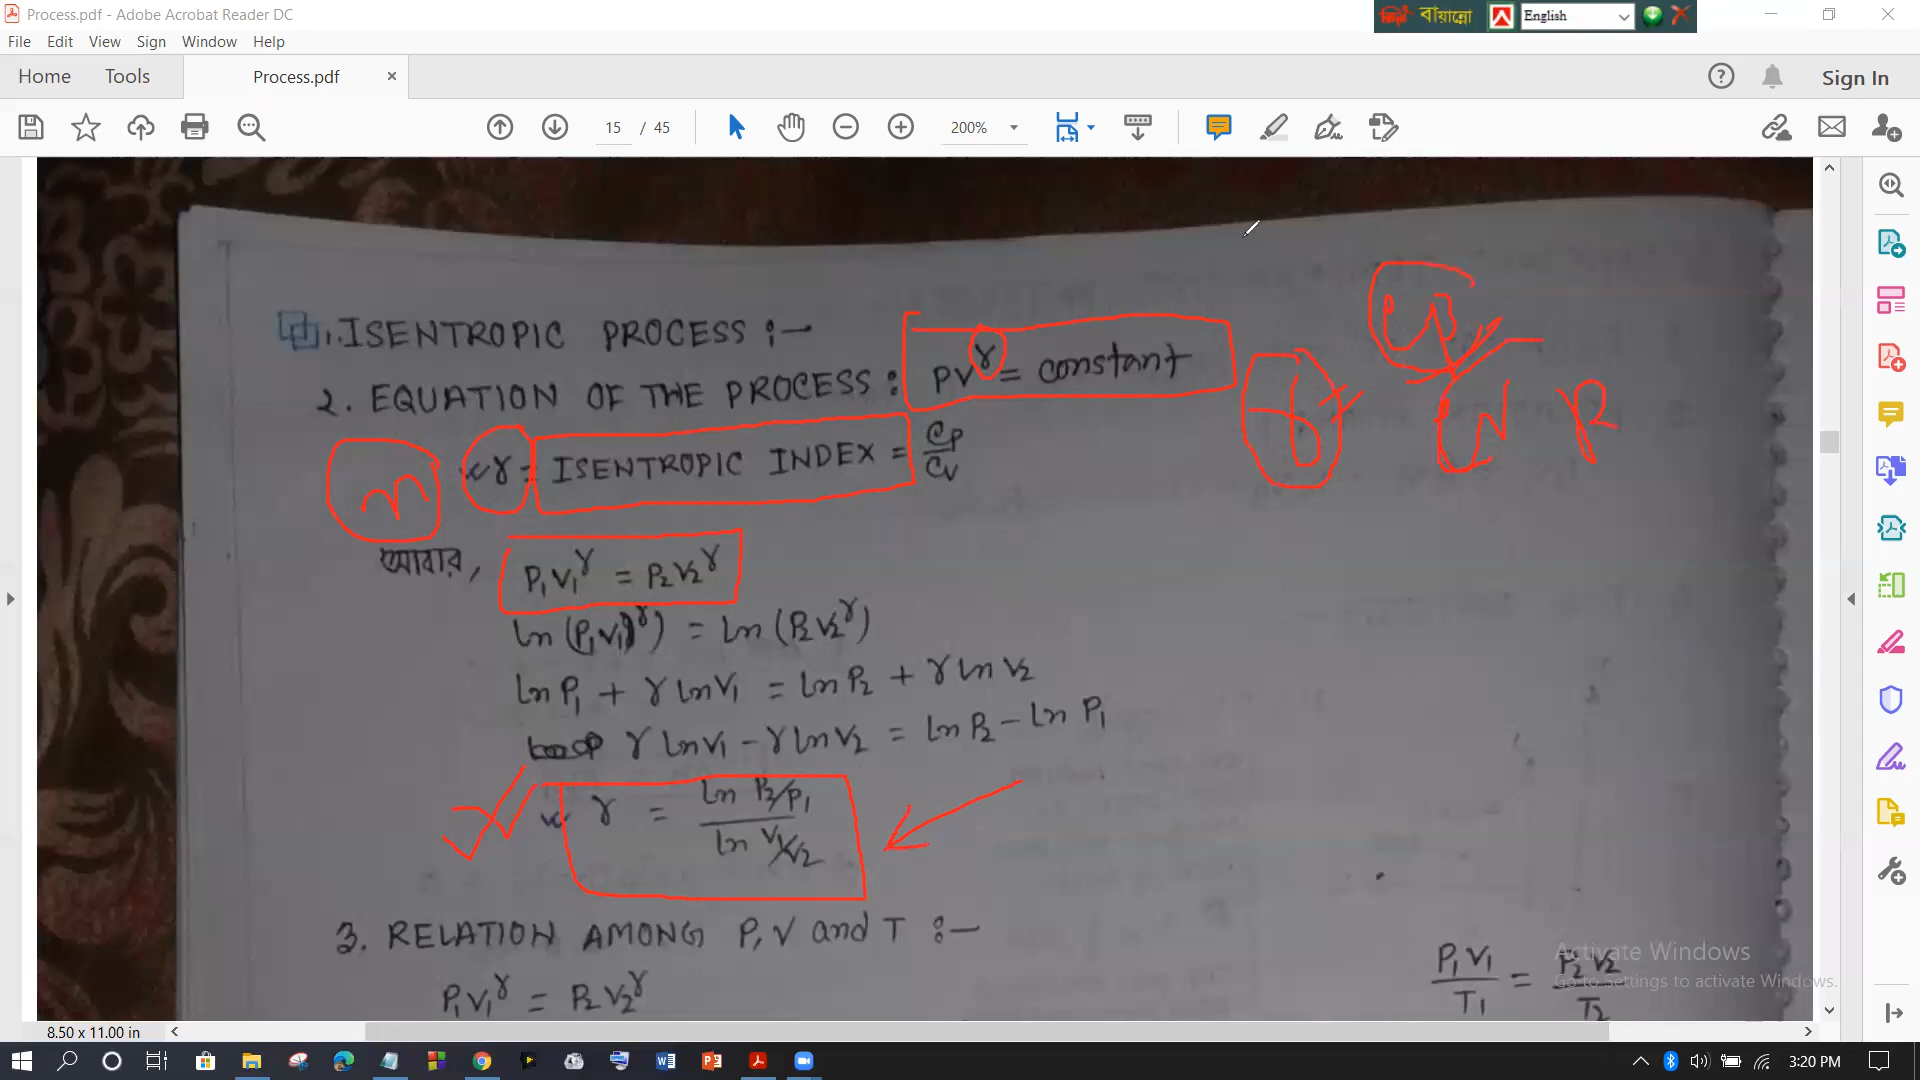 Process.pdf - Adobe Acrobat Reader DC
বায়ান্নো English
File Edit View Sign Window Help
Home Tools Process.pdf × Sign In
15 / 45 200%
1. ISENTROPIC PROCESS :-
2. EQUATION OF THE PROCESS : PV^γ = constant
γ = ISENTROPIC INDEX = Cp/Cv
n
আবার, P₁V₁^γ = P₂V₂^γ
ln (P₁V₁^γ) = ln (P₂V₂^γ)
ln P₁ + γ ln V₁ = ln P₂ + γ ln V₂
γ ln V₁ - γ ln V₂ = ln P₂ - ln P₁
γ = ln P₂/P₁ / ln V₁/V₂
3. RELATION AMONG P, V and T :-
P₁V₁^γ = P₂V₂^γ
P₁V₁/T₁ = P₂V₂/T₂
Activate Windows
Go to Settings to activate Windows.
8.50 x 11.00 in
3:20 PM